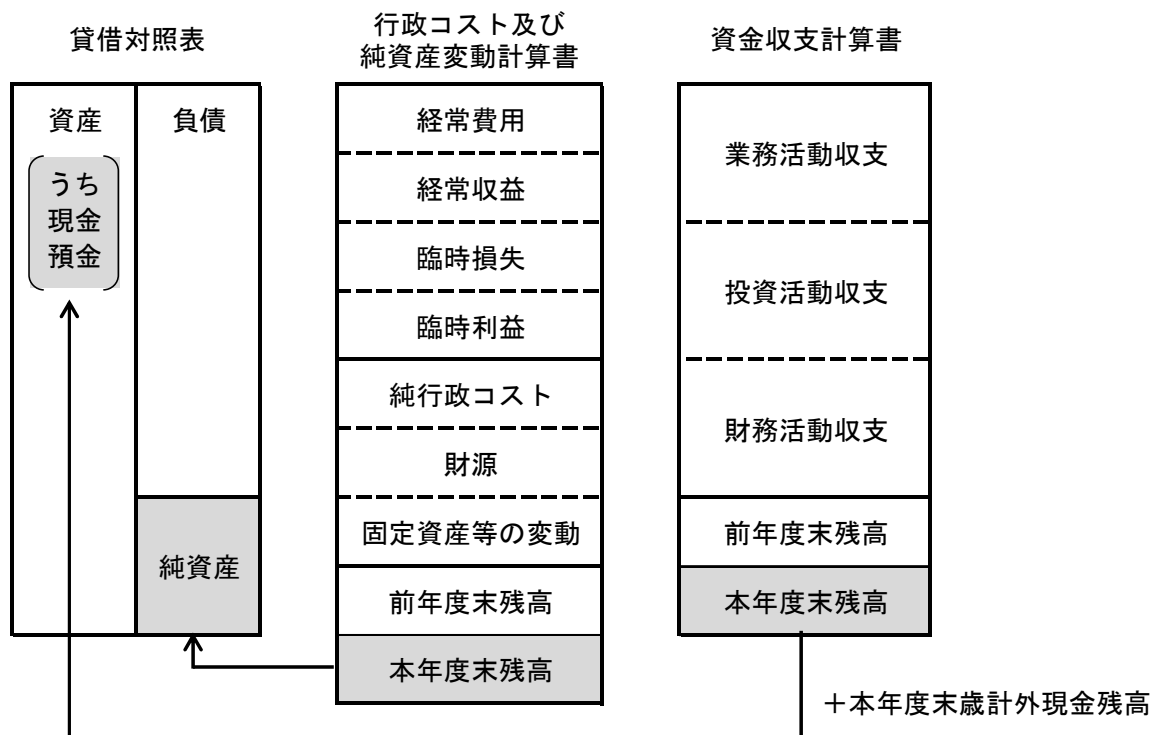 貸借対照表
資産
うち
現金
預金
負債
純資産
行政コスト及び
純資産変動計算書
経常費用
経常収益
臨時損失
臨時利益
純行政コスト
財源
固定資産等の変動
前年度末残高
本年度末残高
資金収支計算書
業務活動収支
投資活動収支
財務活動収支
前年度末残高
本年度末残高
＋本年度末歳計外現金残高